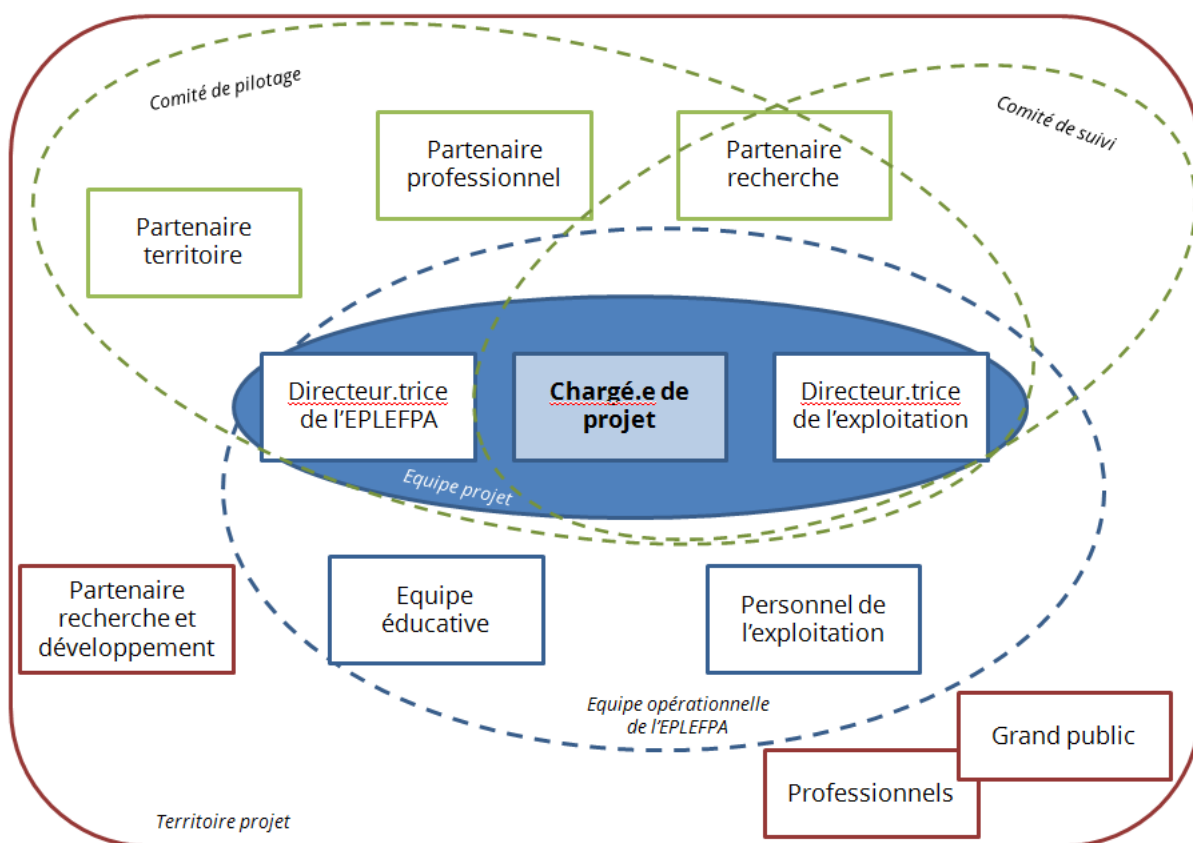 Comité de pilotage
Comité de suivi
Partenaire
professionnel
Partenaire
recherche
Partenaire
territoire
Directeur.trice
de l'EPLEFPA
Chargé.e de
projet
Directeur.trice
de l'exploitation
Equipe projet
Partenaire
recherche et
développement
Equipe
éducative
Personnel de
l'exploitation
Equipe opérationnelle
de l'EPLEFPA
Grand public
Professionnels
Territoire projet